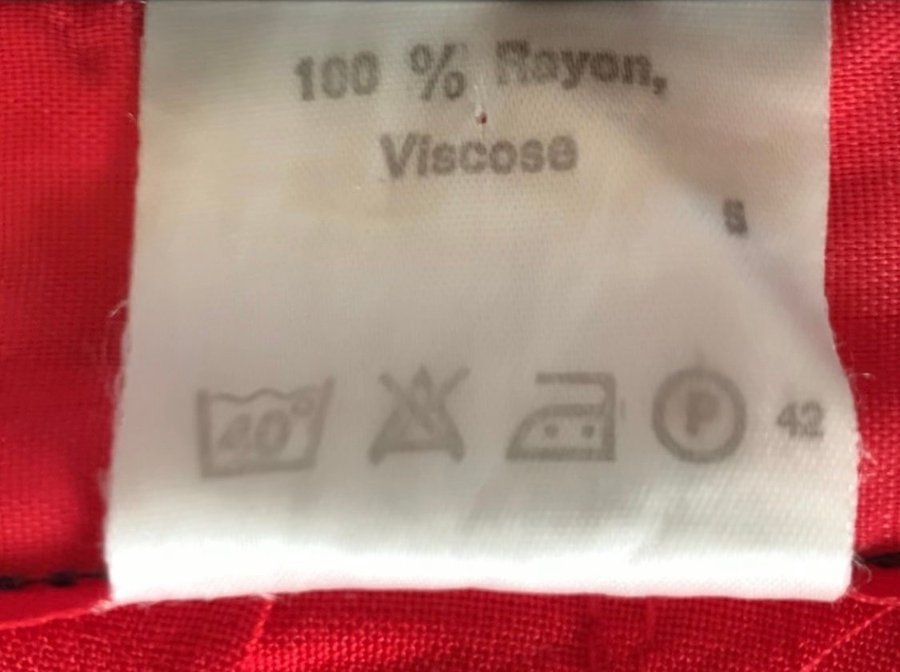 100 % Rayon,
Viscose
S
40° P 42